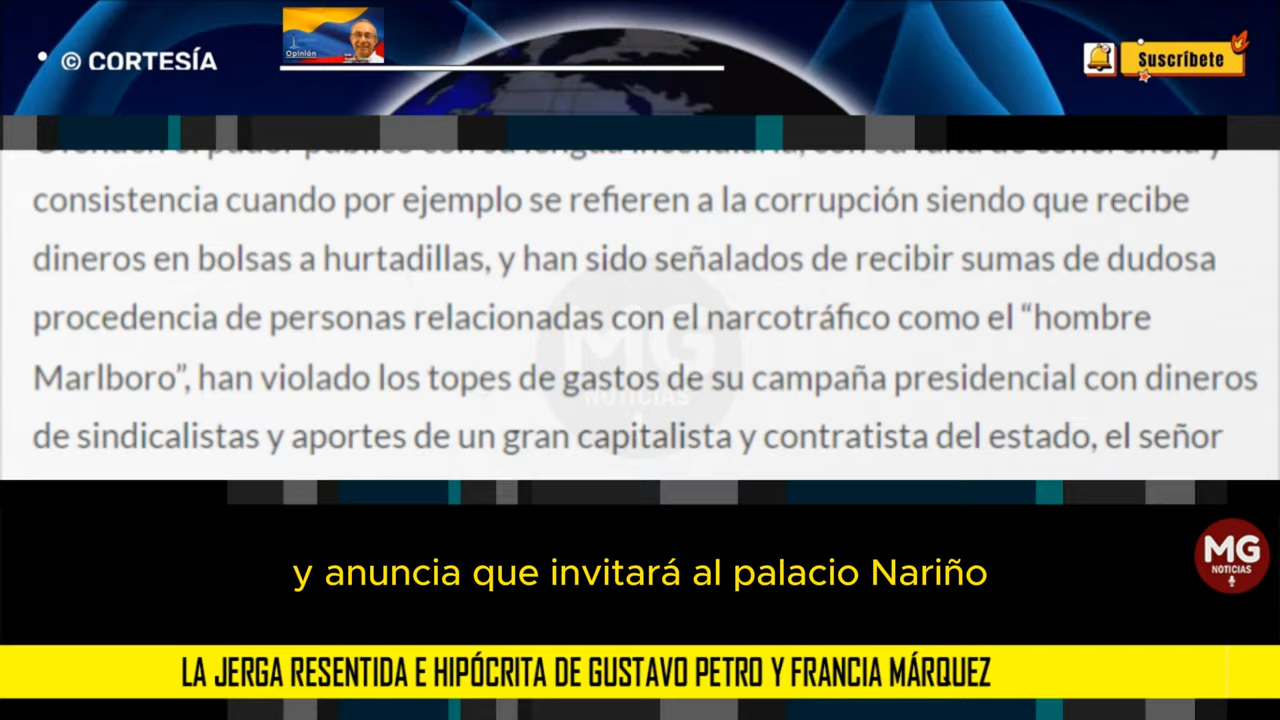 © CORTESÍA
Opinión
Suscríbete
consistencia cuando por ejemplo se refieren a la corrupción siendo que recibe
dineros en bolsas a hurtadillas, y han sido señalados de recibir sumas de dudosa
procedencia de personas relacionadas con el narcotráfico como el “hombre
Marlboro”, han violado los topes de gastos de su campaña presidencial con dineros
de sindicalistas y aportes de un gran capitalista y contratista del estado, el señor
MG
NOTICIAS
y anuncia que invitará al palacio Nariño
MG
NOTICIAS
LA JERGA RESENTIDA E HIPÓCRITA DE GUSTAVO PETRO Y FRANCIA MÁRQUEZ